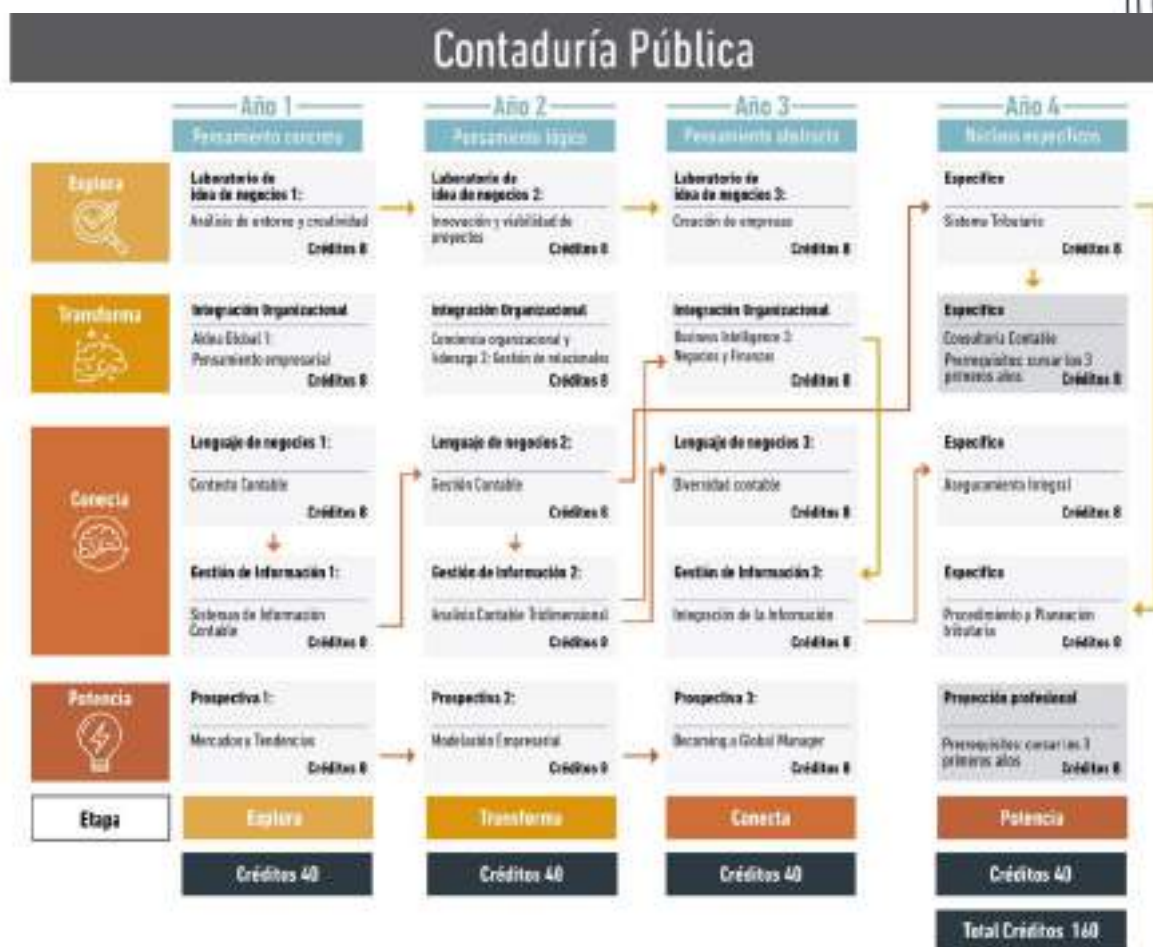 Contaduría Pública
Año 1
Año 2
Año 3
Año 4
Pensamiento concreto
Pensamiento lógico
Pensamiento abstracto
Núcleos específicos
Explora
Laboratorio de
idea de negocios 1:
Análisis de entorno y creatividad
Créditos 8
Laboratorio de
idea de negocios 2:
Innovación y viabilidad de
proyectos
Créditos 8
Laboratorio de
idea de negocios 3:
Creación de empresas
Créditos 8
Específico
Sistema Tributario
Créditos 8
Transforma
Integración Organizacional
Aldea Global 1:
Pensamiento empresarial
Créditos 8
Integración Organizacional
Conciencia organizacional y
liderazgo 2: Gestión de relacionales
Créditos 8
Integración Organizacional
Business Intelligence 3:
Negocios y Finanzas
Créditos 8
Específico
Consultoría Contable
Prerrequisitos: cursar los 3
primeros años. Créditos 8
Conecta
Lenguaje de negocios 1:
Contexto Contable
Créditos 8
Lenguaje de negocios 2:
Gestión Contable
Créditos 8
Lenguaje de negocios 3:
Diversidad contable
Créditos 8
Específico
Aseguramiento Integral
Créditos 8
Gestión de Información 1:
Sistemas de Información
Contable
Créditos 8
Gestión de Información 2:
Análisis Contable Tridimensional
Créditos 8
Gestión de Información 3:
Integración de la Información
Créditos 8
Específico
Procedimiento y Planeación
tributaria
Créditos 8
Potencia
Prospectiva 1:
Mercados y Tendencias
Créditos 8
Prospectiva 2:
Modelación Empresarial
Créditos 8
Prospectiva 3:
Becoming a Global Manager
Créditos 8
Proyección profesional
Prerrequisitos: cursar los 3
primeros años Créditos 8
Etapa
Explora
Transforma
Conecta
Potencia
Créditos 40
Créditos 40
Créditos 40
Créditos 40
Total Créditos 160